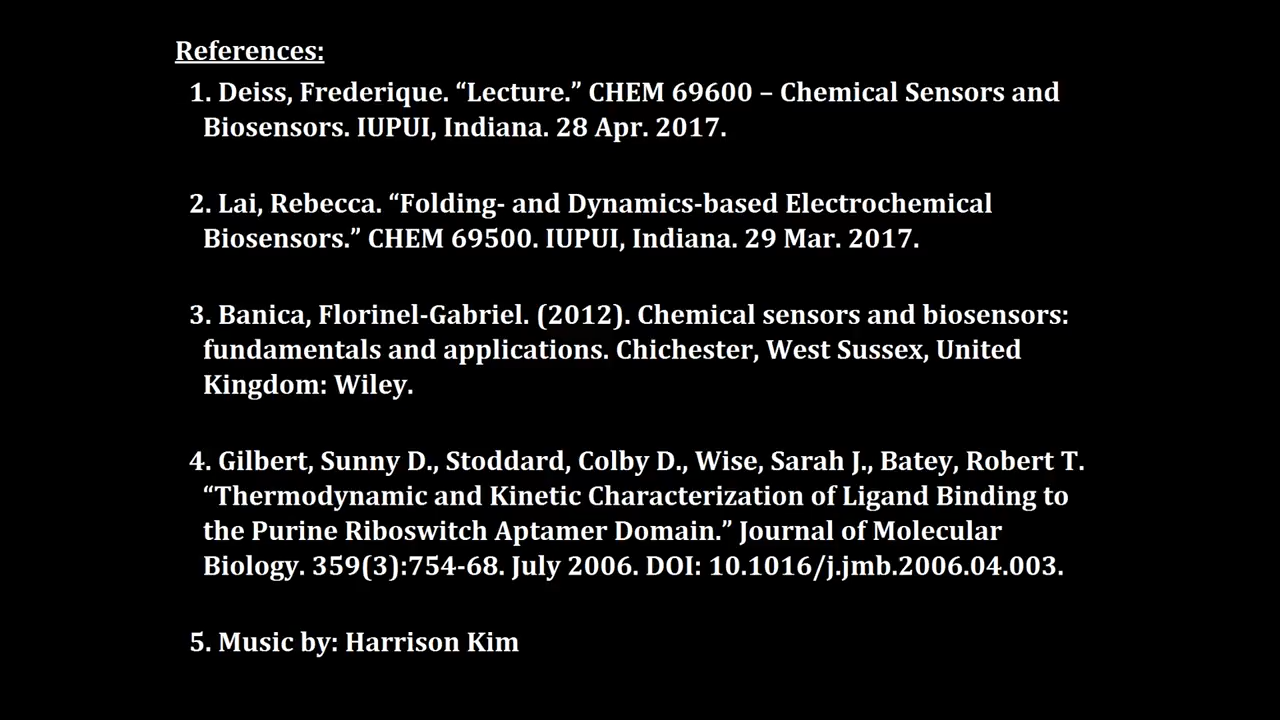 References:
1. Deiss, Frederique. “Lecture.” CHEM 69600 – Chemical Sensors and
Biosensors. IUPUI, Indiana. 28 Apr. 2017.
2. Lai, Rebecca. “Folding- and Dynamics-based Electrochemical
Biosensors.” CHEM 69500. IUPUI, Indiana. 29 Mar. 2017.
3. Banica, Florinel-Gabriel. (2012). Chemical sensors and biosensors:
fundamentals and applications. Chichester, West Sussex, United
Kingdom: Wiley.
4. Gilbert, Sunny D., Stoddard, Colby D., Wise, Sarah J., Batey, Robert T.
“Thermodynamic and Kinetic Characterization of Ligand Binding to
the Purine Riboswitch Aptamer Domain.” Journal of Molecular
Biology. 359(3):754-68. July 2006. DOI: 10.1016/j.jmb.2006.04.003.
5. Music by: Harrison Kim